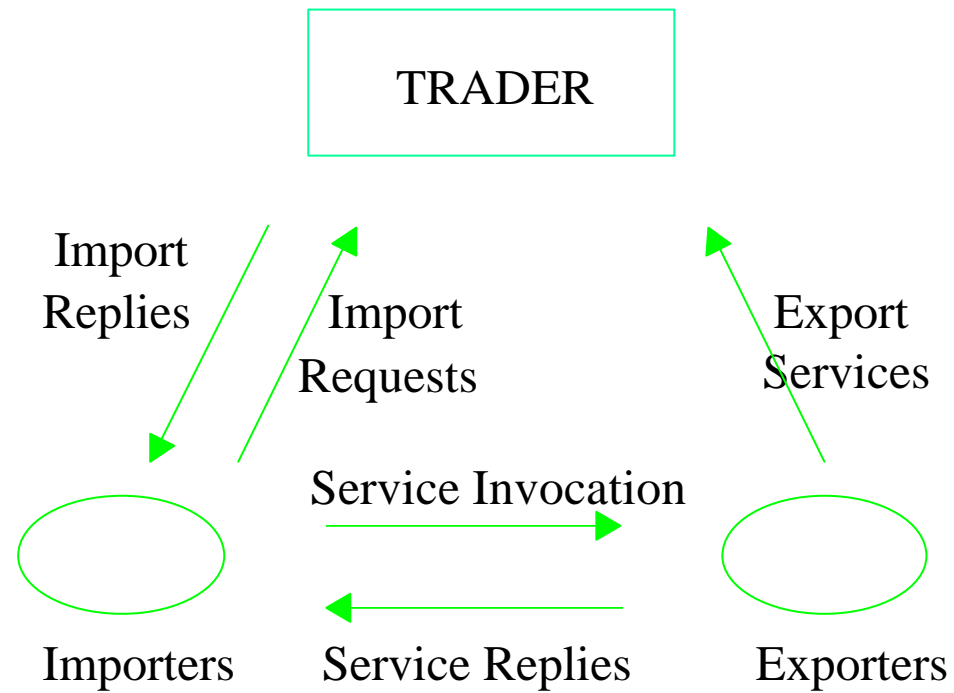 TRADER
Import
Replies
Import
Requests
Export
Services
Service Invocation
Importers
Service Replies
Exporters